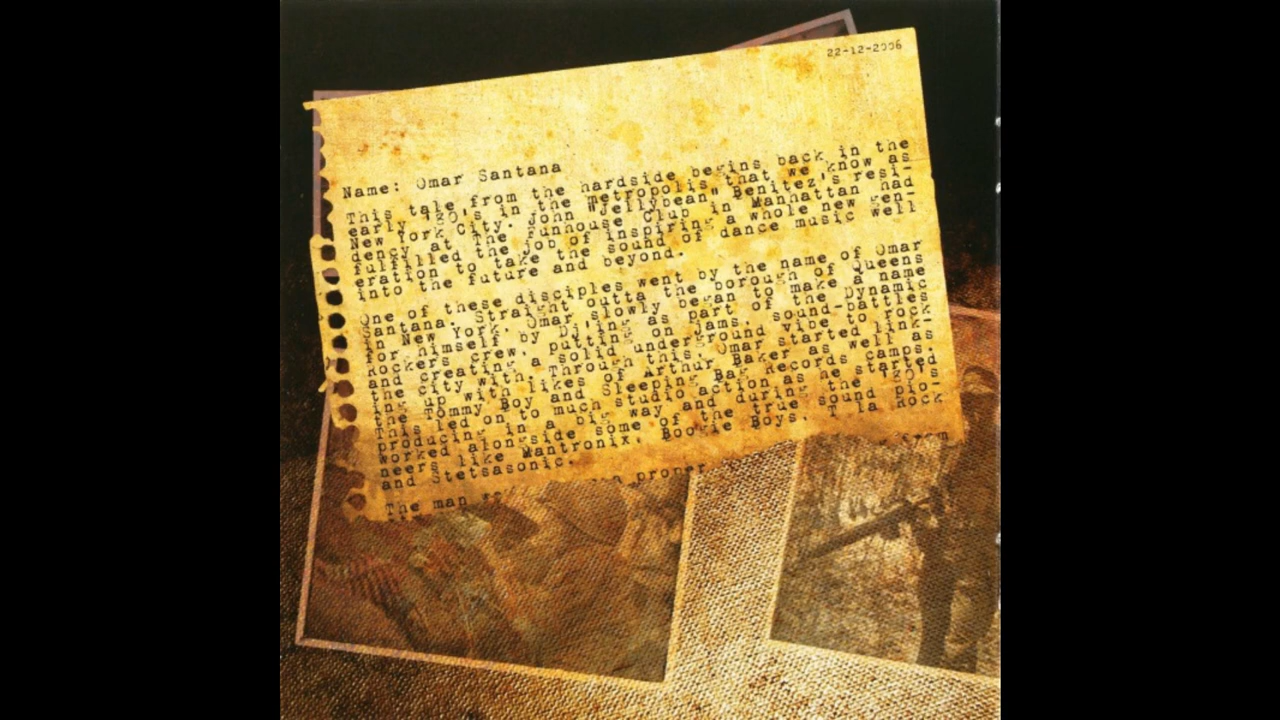 22-12-2006
Name: Omar Santana
This tale from the hardside begins back in the
early '80's in the metropolis that we know as
New York City. John "Jellybean" Benitez's resi-
dency at The Funhouse Club in Manhattan had
fulfilled the job of inspiring a whole new gen-
eration to take the sound of dance music well
into the future and beyond.
One of these disciples went by the name of Omar
Santana. Straight outta the borough of Queens
in New York, Omar slowly began to make a name
for himself by DJ'ing as part of the Dynamic
Rockers crew, putting on jams, sound-battles
and creating a solid underground vibe to rock
the city with. Through this, Omar started link-
ing up with likes of Arthur Baker as well as
the Tommy Boy and Sleeping Bag Records camps.
This led on to much studio action as he started
producing in a big way and during the '80's
worked alongside some of the true sound pio-
neers like Mantronix, Boogie Boys, T la Rock
and Stetsasonic.
The man proper from